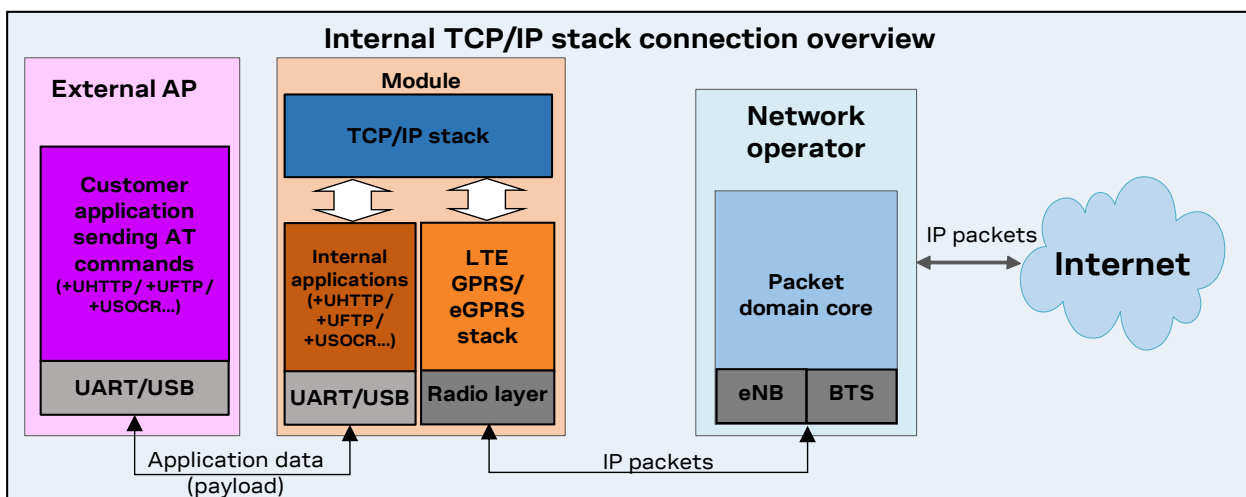 Internal TCP/IP stack connection overview
External AP
Customer
application
sending AT
commands
(+UHTTP/ +UFTP/
+USOCR...)
UART/USB
Module
TCP/IP stack
Internal
applications
(+UHTTP/
+UFTP/
+USOCR...)
UART/USB
LTE
GPRS/
eGPRS
stack
Radio layer
Network
operator
Packet
domain core
eNB
BTS
IP packets
Internet
Application data
(payload)
IP packets